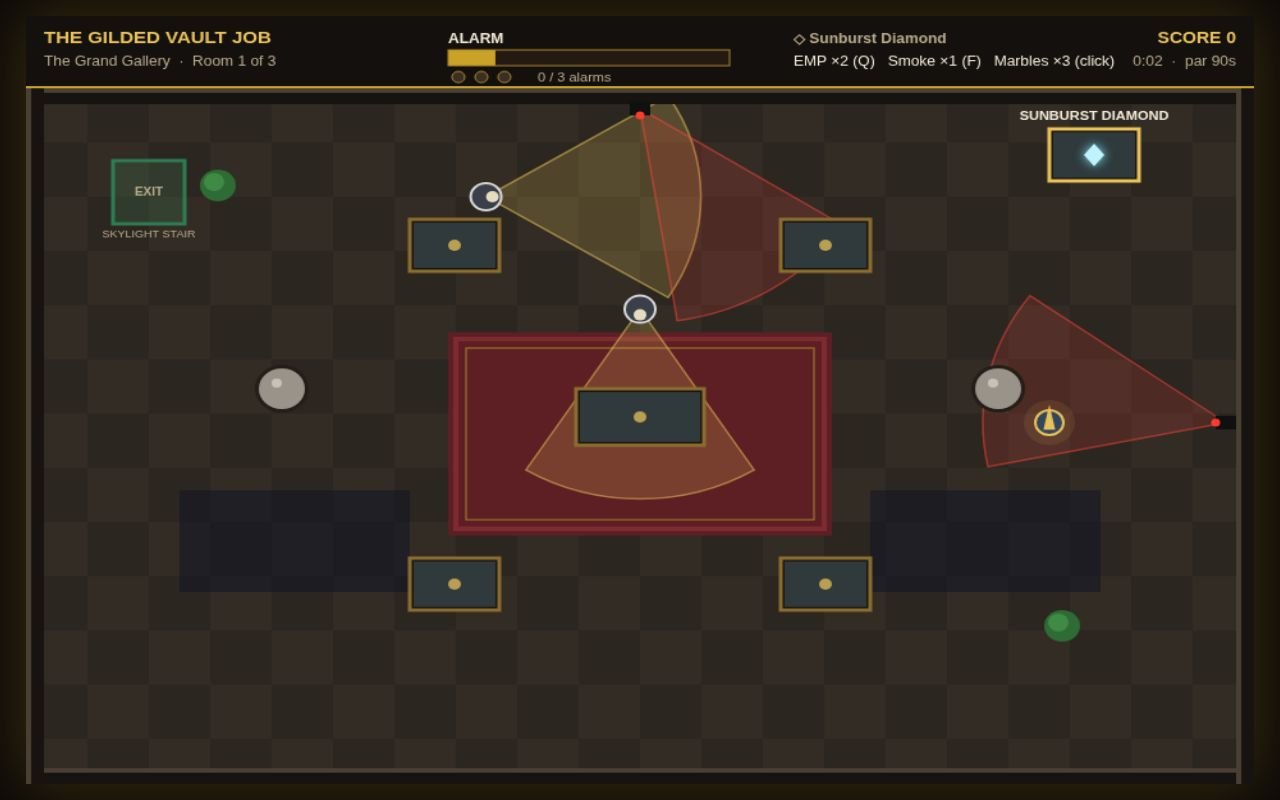 THE GILDED VAULT JOB
The Grand Gallery · Room 1 of 3
ALARM
0 / 3 alarms
◇ Sunburst Diamond
SCORE 0
EMP ×2 (Q) Smoke ×1 (F) Marbles ×3 (click) 0:02 · par 90s
SUNBURST DIAMOND
EXIT
SKYLIGHT STAIR